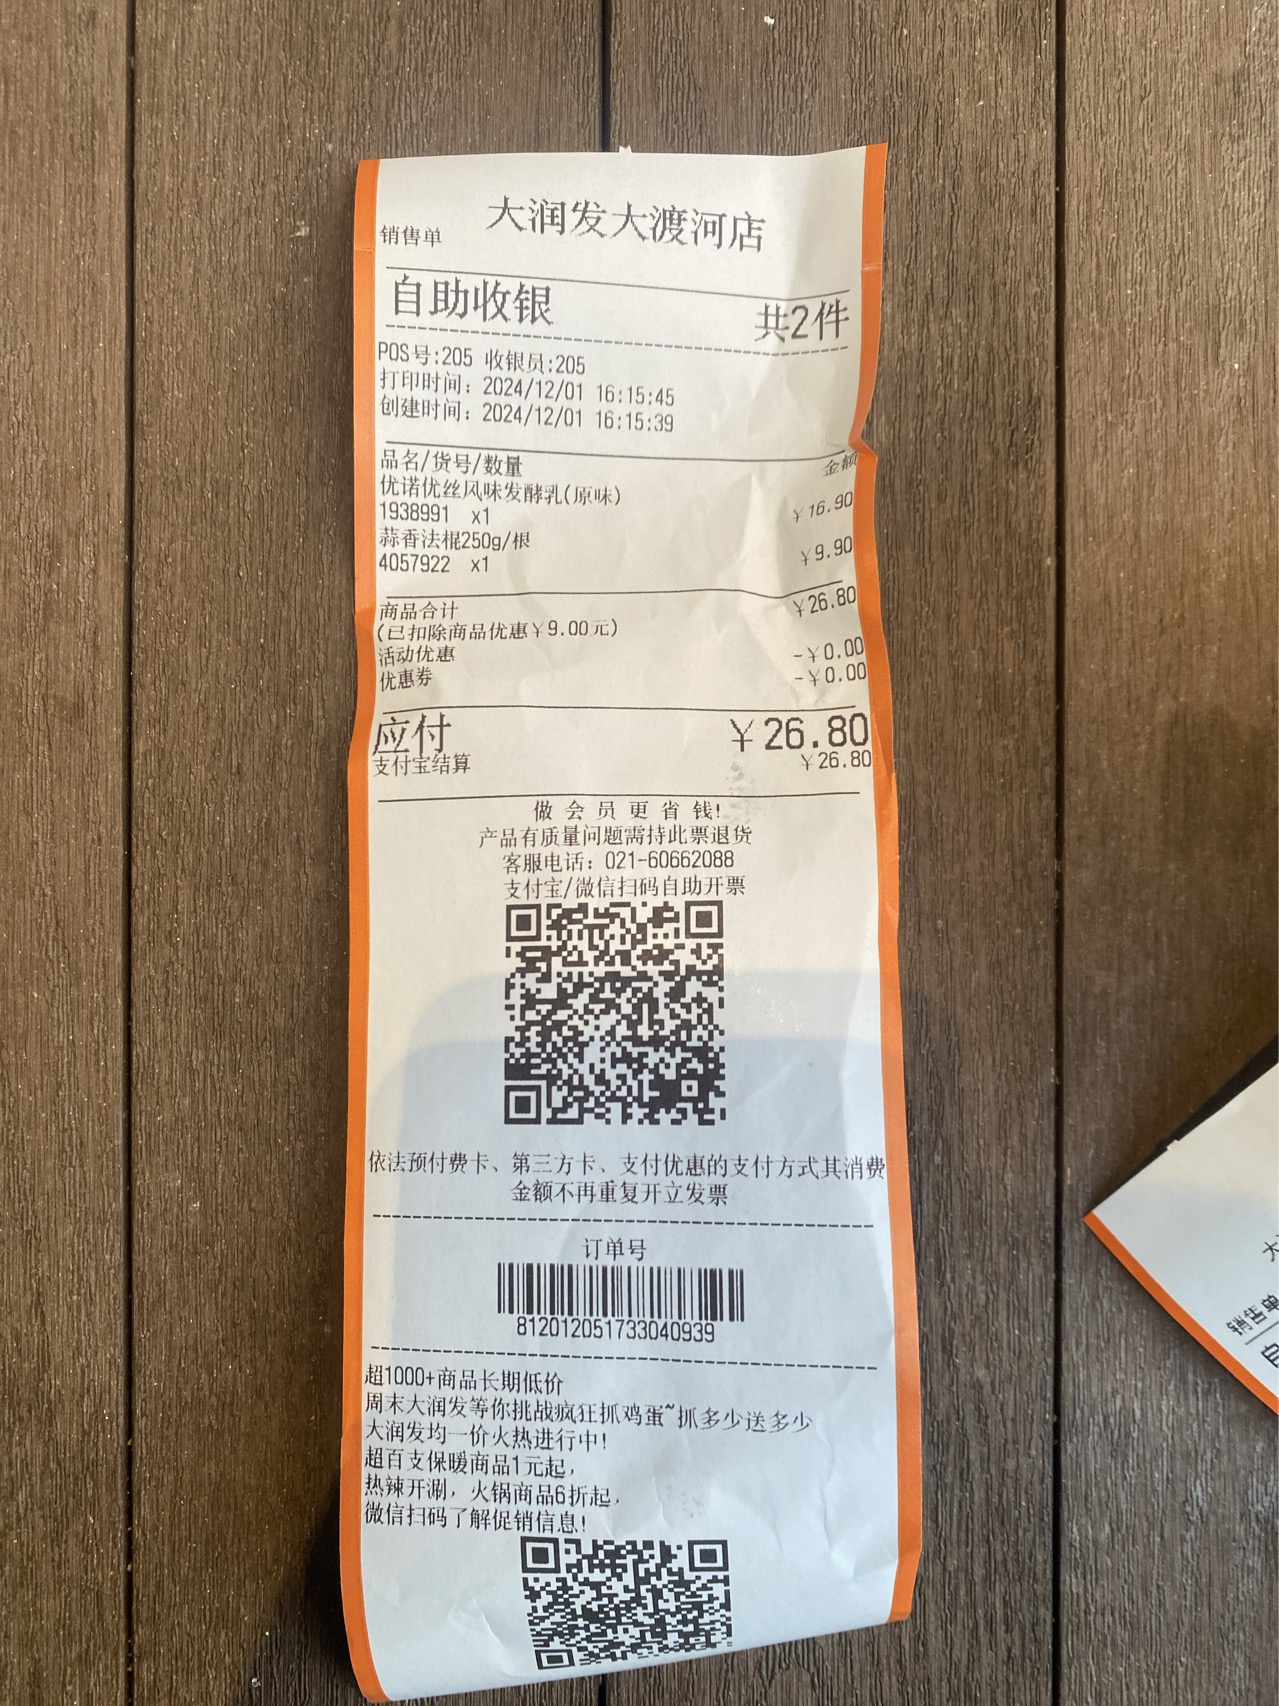 大润发大渡河店
销售单
自助收银 共2件
POS号:205 收银员:205
打印时间: 2024/12/01 16:15:45
创建时间: 2024/12/01 16:15:39
品名/货号/数量 金额
优诺优丝风味发酵乳(原味)
1938991 x1 ¥16.90
蒜香法棍250g/根
4057922 x1 ¥9.90
商品合计 ¥26.80
(已扣除商品优惠¥9.00元)
活动优惠 -¥0.00
优惠券 -¥0.00
应付 ¥26.80
支付宝结算 ¥26.80
做会员更省钱!
产品有质量问题需持此票退货
客服电话: 021-60662088
支付宝/微信扫码自助开票
依法预付费卡、第三方卡、支付优惠的支付方式其消费
金额不再重复开立发票
订单号
812012051733040939
超1000+商品长期低价
周末大润发等你挑战疯狂抓鸡蛋~抓多少送多少
大润发均一价火热进行中!
超百支保暖商品1元起,
热辣开涮, 火锅商品6折起,
微信扫码了解促销信息!
大
销售单
自